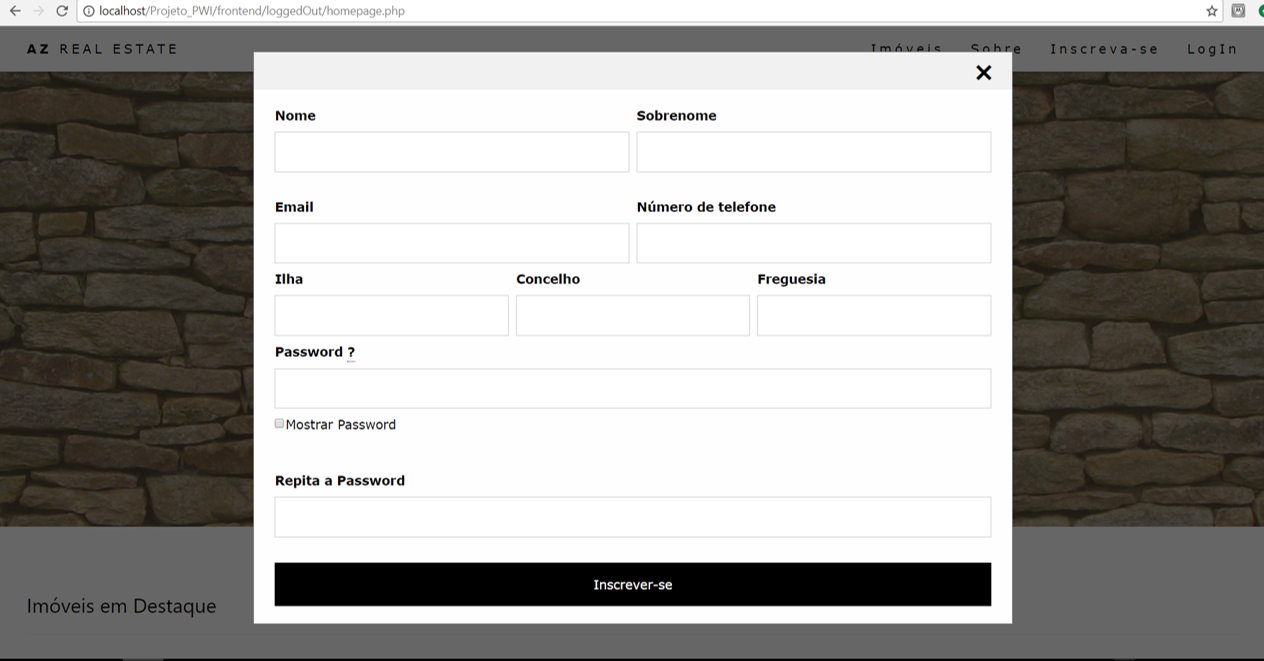 localhost/Projeto_PWI/frontend/loggedOut/homepage.php
AZ REAL ESTATE Imóveis Sobre Inscreva-se LogIn
×
Nome Sobrenome
Email Número de telefone
Ilha Concelho Freguesia
Password ?
Mostrar Password
Repita a Password
Inscrever-se
Imóveis em Destaque